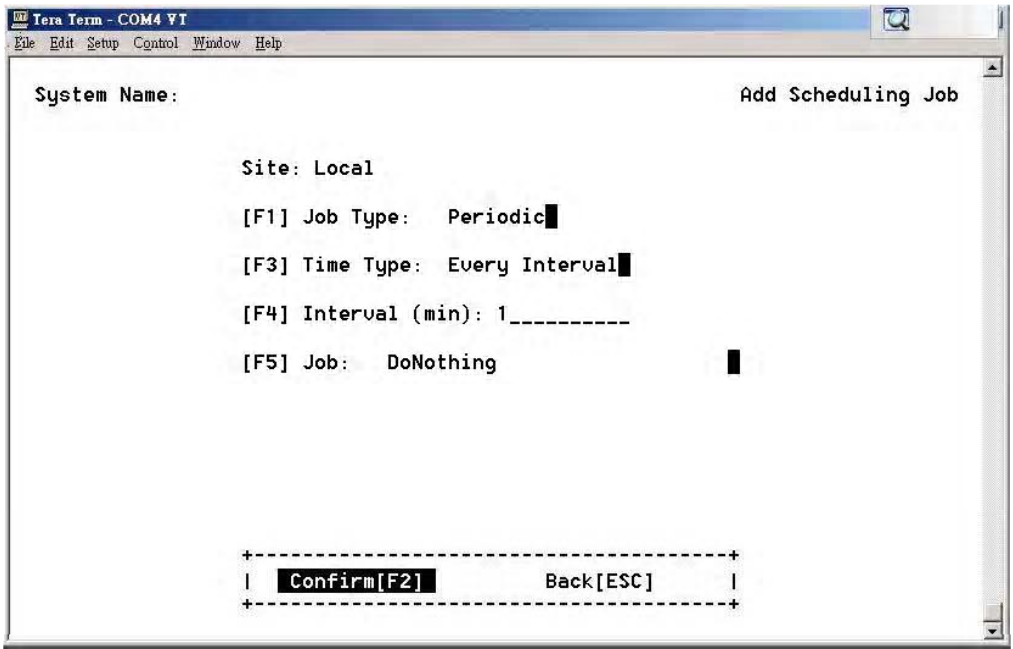 Tera Term - COM4 VT
File Edit Setup Control Window Help
System Name: Add Scheduling Job
Site: Local
[F1] Job Type: Periodic
[F3] Time Type: Every Interval
[F4] Interval (min): 1__________
[F5] Job: DoNothing
+----------------------------------------+
| Confirm[F2] Back[ESC] |
+----------------------------------------+